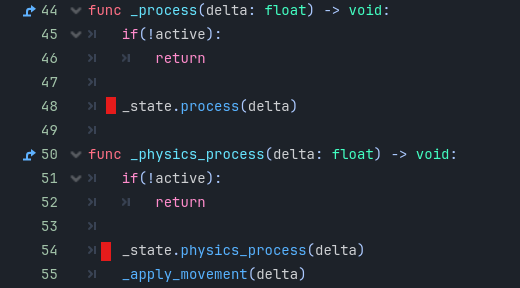 44 func _process(delta: float) -> void:
45 if(!active):
46 return
47
48 _state.process(delta)
49
50 func _physics_process(delta: float) -> void:
51 if(!active):
52 return
53
54 _state.physics_process(delta)
55 _apply_movement(delta)